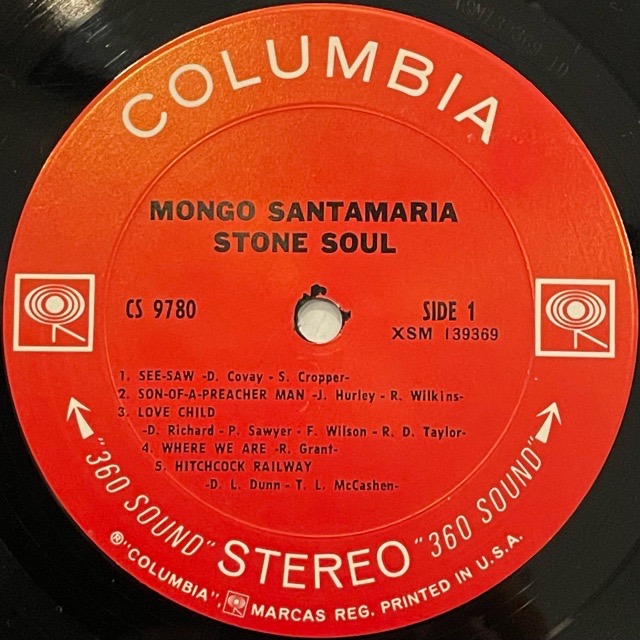 COLUMBIA
MONGO SANTAMARIA
STONE SOUL
CS 9780
SIDE 1
XSM 139369
1. SEE-SAW -D. Covay - S. Cropper-
2. SON-OF-A-PREACHER MAN -J. Hurley - R. Wilkins-
3. LOVE CHILD
-D. Richard - P. Sawyer - F. Wilson - R. D. Taylor-
4. WHERE WE ARE -R. Grant-
5. HITCHCOCK RAILWAY
-D. L. Dunn - T. L. McCashen-
"360 SOUND" STEREO "360 SOUND"
®"COLUMBIA", MARCAS REG. PRINTED IN U.S.A.